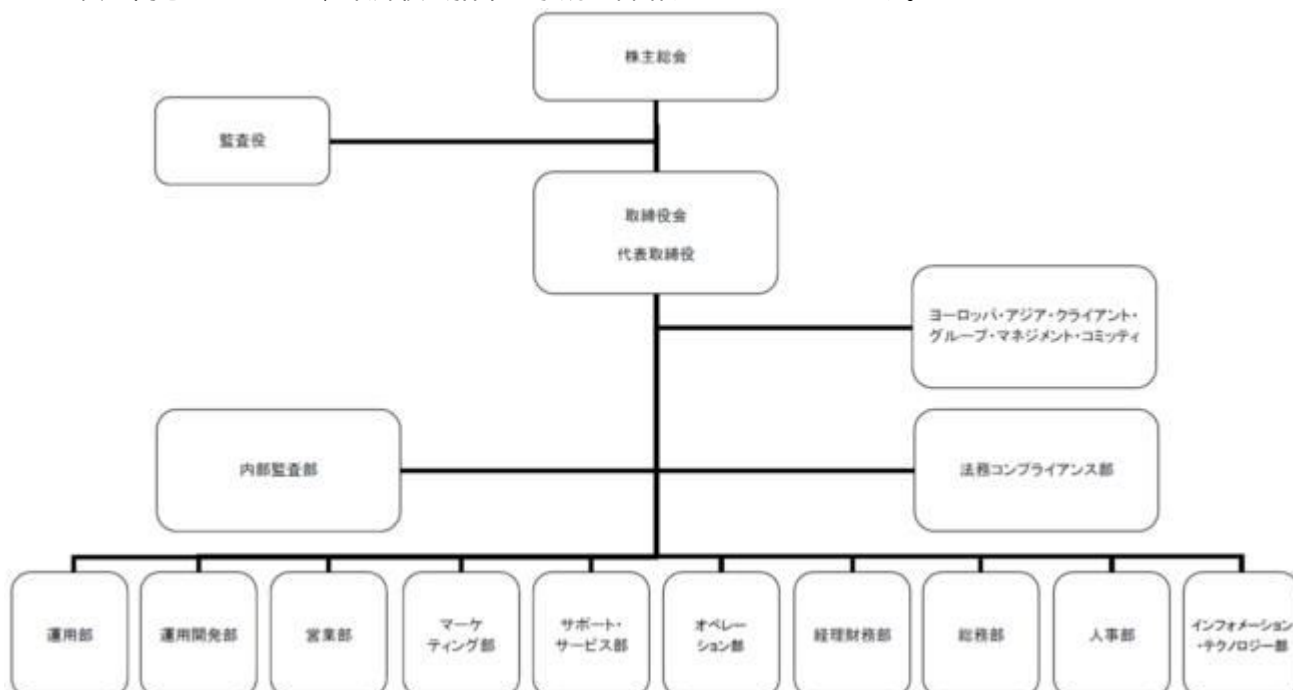 株主総会
監査役
取締役会
代表取締役
ヨーロッパ・アジア・クライアント・
グループ・マネジメント・コミッティ
内部監査部
法務コンプライアンス部
運用部
運用開発部
営業部
マーケ
ティング部
サポート・
サービス部
オペレー
ション部
経理財務部
総務部
人事部
インフォメーション
・テクノロジー部